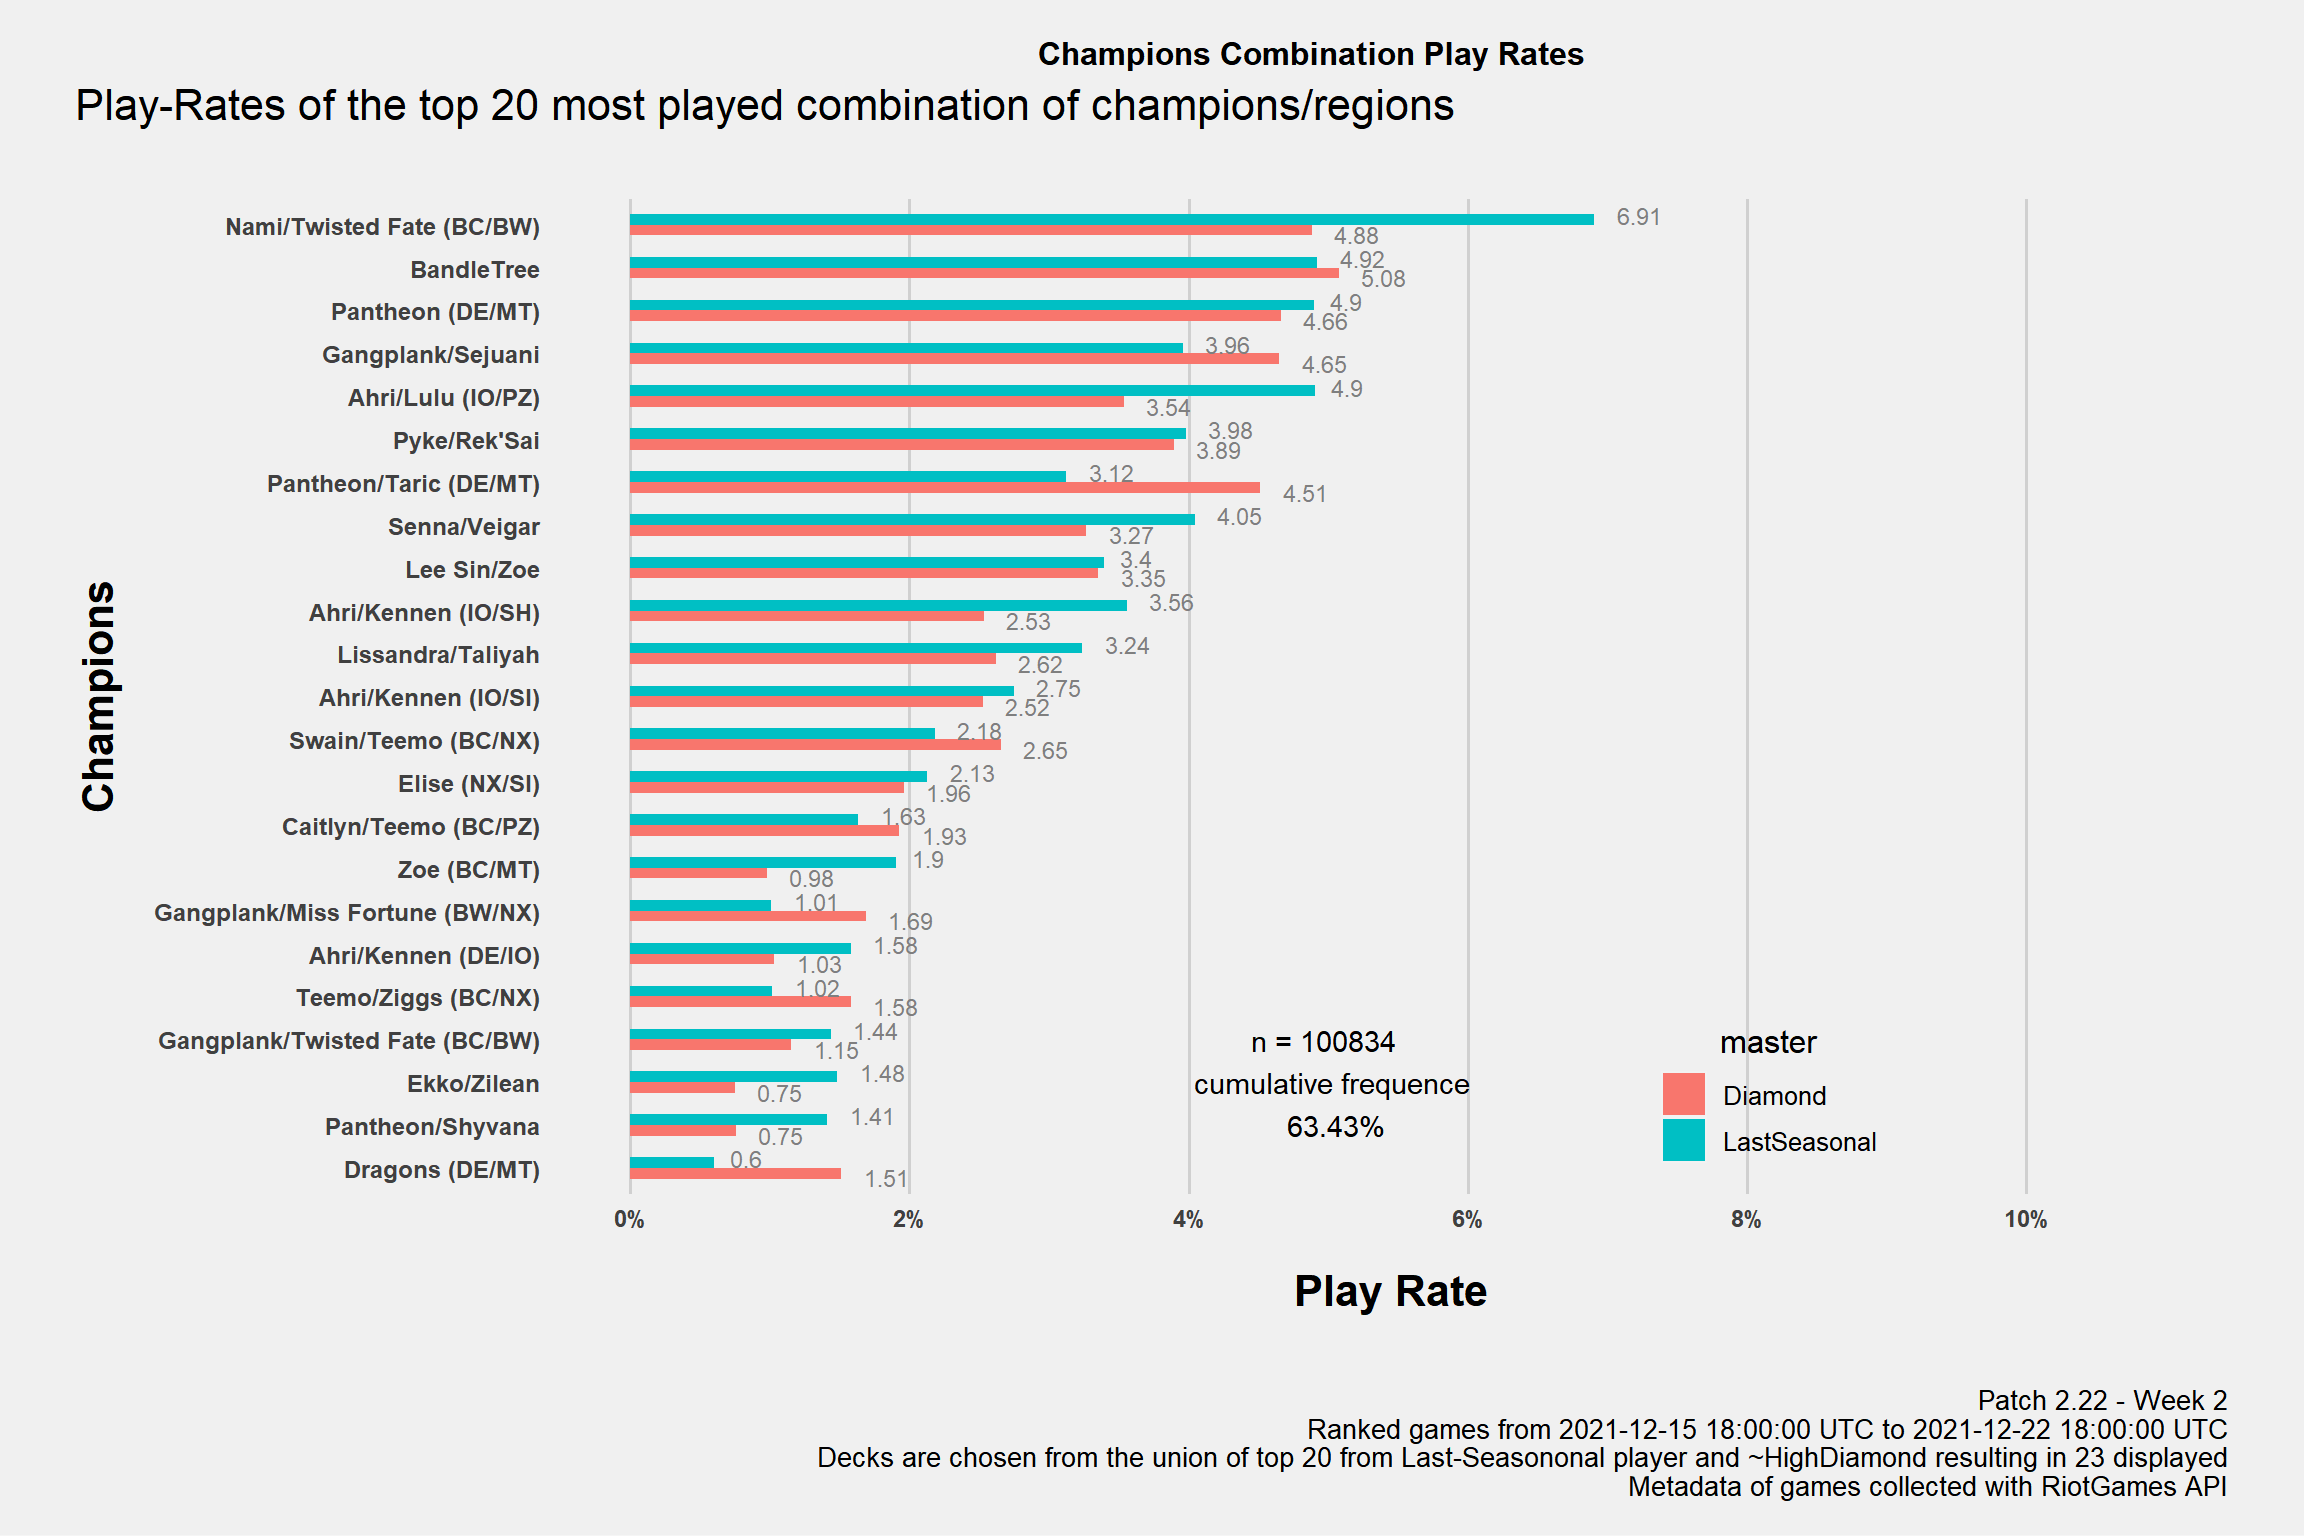 Champions Combination Play Rates
Play-Rates of the top 20 most played combination of champions/regions
Champions
Nami/Twisted Fate (BC/BW)
6.91
4.88
BandleTree
4.92
5.08
Pantheon (DE/MT)
4.9
4.66
Gangplank/Sejuani
3.96
4.65
Ahri/Lulu (IO/PZ)
4.9
3.54
Pyke/Rek'Sai
3.98
3.89
Pantheon/Taric (DE/MT)
3.12
4.51
Senna/Veigar
4.05
3.27
Lee Sin/Zoe
3.4
3.35
Ahri/Kennen (IO/SH)
3.56
2.53
Lissandra/Taliyah
3.24
2.62
Ahri/Kennen (IO/SI)
2.75
2.52
Swain/Teemo (BC/NX)
2.18
2.65
Elise (NX/SI)
2.13
1.96
Caitlyn/Teemo (BC/PZ)
1.63
1.93
Zoe (BC/MT)
1.9
0.98
Gangplank/Miss Fortune (BW/NX)
1.01
1.69
Ahri/Kennen (DE/IO)
1.58
1.03
Teemo/Ziggs (BC/NX)
1.02
1.58
Gangplank/Twisted Fate (BC/BW)
1.44
1.15
Ekko/Zilean
1.48
0.75
Pantheon/Shyvana
1.41
0.75
Dragons (DE/MT)
0.6
1.51
n = 100834
cumulative frequence
63.43%
master
Diamond
LastSeasonal
0% 2% 4% 6% 8% 10%
Play Rate
Patch 2.22 - Week 2
Ranked games from 2021-12-15 18:00:00 UTC to 2021-12-22 18:00:00 UTC
Decks are chosen from the union of top 20 from Last-Seasononal player and ~HighDiamond resulting in 23 displayed
Metadata of games collected with RiotGames API